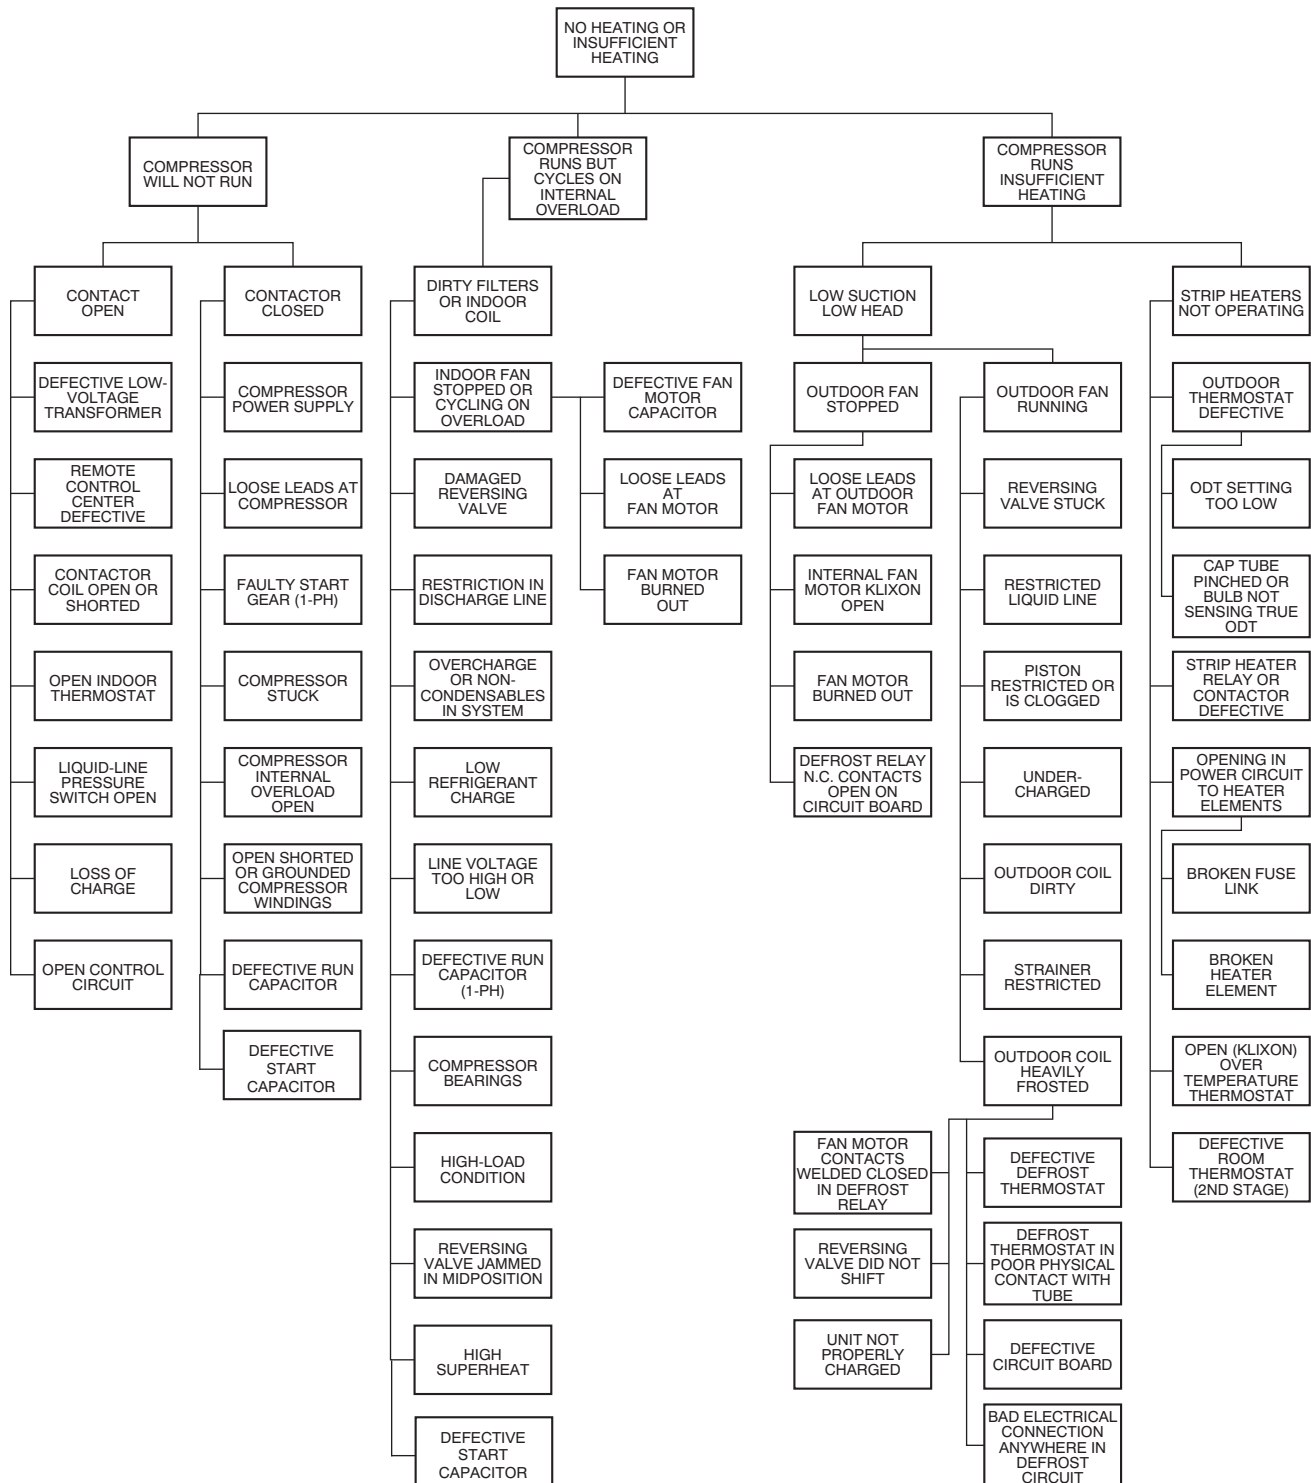 NO HEATING OR
INSUFFICIENT
HEATING
COMPRESSOR
WILL NOT RUN
COMPRESSOR
RUNS BUT
CYCLES ON
INTERNAL
OVERLOAD
COMPRESSOR
RUNS
INSUFFICIENT
HEATING
CONTACT
OPEN
DEFECTIVE LOW-
VOLTAGE
TRANSFORMER
REMOTE
CONTROL
CENTER
DEFECTIVE
CONTACTOR
COIL OPEN OR
SHORTED
OPEN INDOOR
THERMOSTAT
LIQUID-LINE
PRESSURE
SWITCH OPEN
LOSS OF
CHARGE
OPEN CONTROL
CIRCUIT
CONTACTOR
CLOSED
COMPRESSOR
POWER SUPPLY
LOOSE LEADS AT
COMPRESSOR
FAULTY START
GEAR (1-PH)
COMPRESSOR
STUCK
COMPRESSOR
INTERNAL
OVERLOAD
OPEN
OPEN SHORTED
OR GROUNDED
COMPRESSOR
WINDINGS
DEFECTIVE RUN
CAPACITOR
DEFECTIVE
START
CAPACITOR
DIRTY FILTERS
OR INDOOR
COIL
INDOOR FAN
STOPPED OR
CYCLING ON
OVERLOAD
DAMAGED
REVERSING
VALVE
RESTRICTION IN
DISCHARGE LINE
OVERCHARGE
OR NON-
CONDENSABLES
IN SYSTEM
LOW
REFRIGERANT
CHARGE
LINE VOLTAGE
TOO HIGH OR
LOW
DEFECTIVE RUN
CAPACITOR
(1-PH)
COMPRESSOR
BEARINGS
HIGH-LOAD
CONDITION
REVERSING
VALVE JAMMED
IN MIDPOSITION
HIGH
SUPERHEAT
DEFECTIVE
START
CAPACITOR
DEFECTIVE FAN
MOTOR
CAPACITOR
LOOSE LEADS
AT
FAN MOTOR
FAN MOTOR
BURNED
OUT
LOW SUCTION
LOW HEAD
OUTDOOR FAN
STOPPED
LOOSE LEADS
AT OUTDOOR
FAN MOTOR
INTERNAL FAN
MOTOR KLIXON
OPEN
FAN MOTOR
BURNED OUT
DEFROST RELAY
N.C. CONTACTS
OPEN ON
CIRCUIT BOARD
OUTDOOR FAN
RUNNING
REVERSING
VALVE STUCK
RESTRICTED
LIQUID LINE
PISTON
RESTRICTED OR
IS CLOGGED
UNDER-
CHARGED
OUTDOOR COIL
DIRTY
STRAINER
RESTRICTED
OUTDOOR COIL
HEAVILY
FROSTED
FAN MOTOR
CONTACTS
WELDED CLOSED
IN DEFROST
RELAY
REVERSING
VALVE DID NOT
SHIFT
UNIT NOT
PROPERLY
CHARGED
DEFECTIVE
DEFROST
THERMOSTAT
DEFROST
THERMOSTAT IN
POOR PHYSICAL
CONTACT WITH
TUBE
DEFECTIVE
CIRCUIT BOARD
BAD ELECTRICAL
CONNECTION
ANYWHERE IN
DEFROST
CIRCUIT
STRIP HEATERS
NOT OPERATING
OUTDOOR
THERMOSTAT
DEFECTIVE
ODT SETTING
TOO LOW
CAP TUBE
PINCHED OR
BULB NOT
SENSING TRUE
ODT
STRIP HEATER
RELAY OR
CONTACTOR
DEFECTIVE
OPENING IN
POWER CIRCUIT
TO HEATER
ELEMENTS
BROKEN FUSE
LINK
BROKEN
HEATER
ELEMENT
OPEN (KLIXON)
OVER
TEMPERATURE
THERMOSTAT
DEFECTIVE
ROOM
THERMOSTAT
(2ND STAGE)